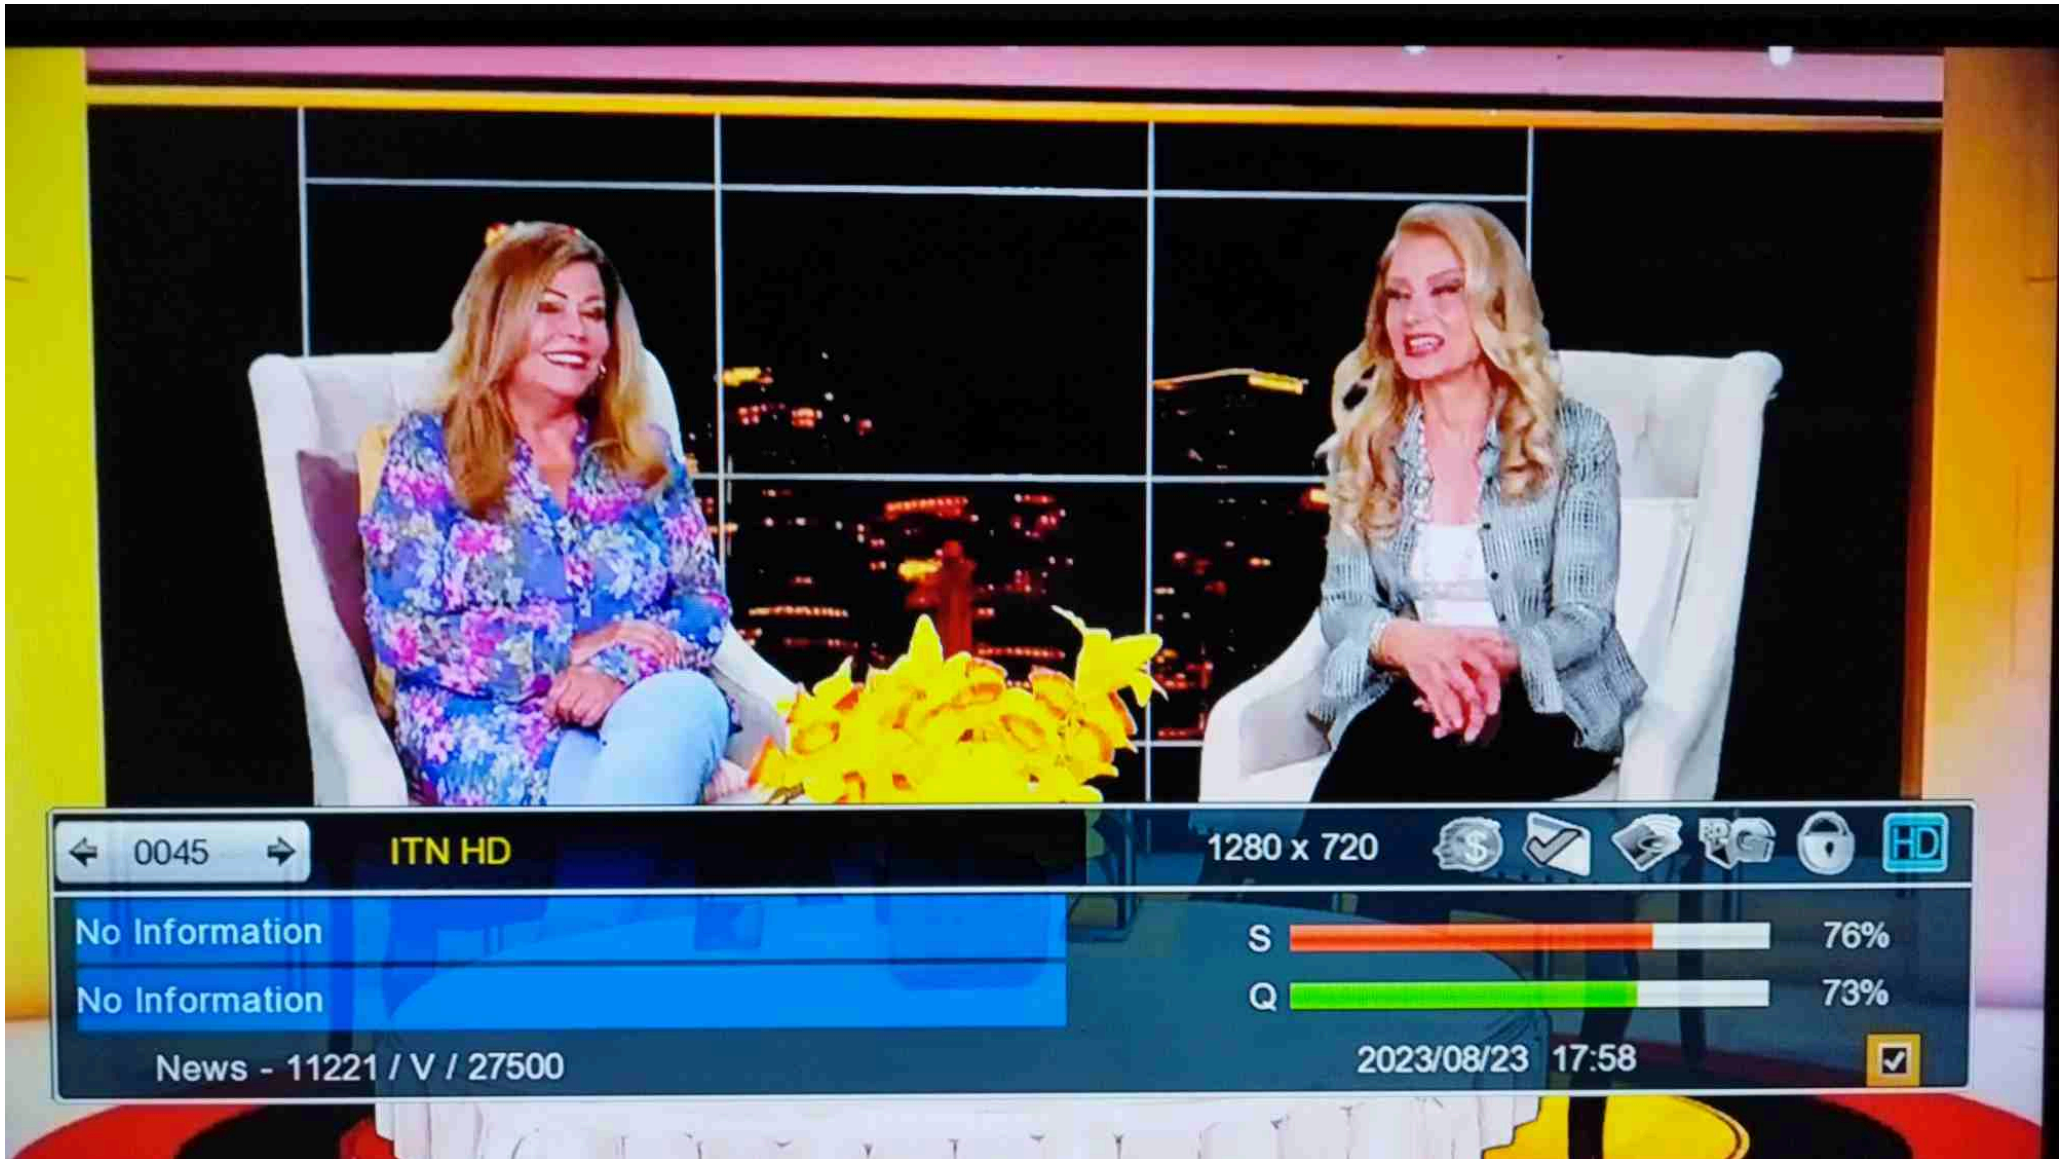 0045 ITN HD 1280 x 720 HD
No Information
S 76%
No Information
Q 73%
News - 11221 / V / 27500 2023/08/23 17:58